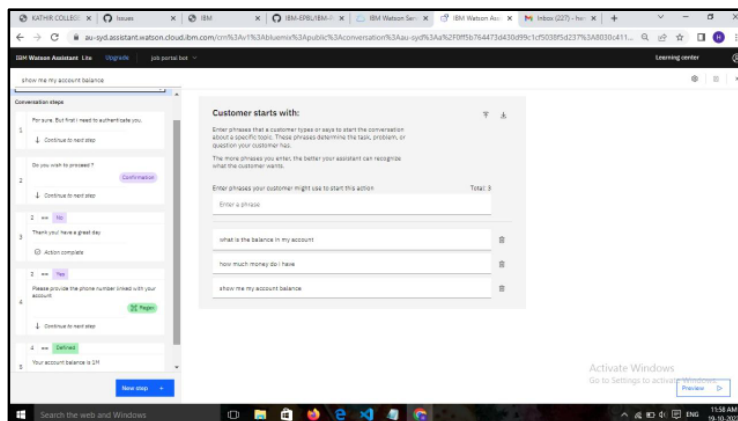 KATHIR COLLEGE
Issues
IBM
IBM-EPBL/IBM-
IBM Watson
IBM Watson Ass
Inbox (227) -
au-syd.assistant.watson.cloud.ibm.com/
IBM Watson Assistant Lite
Upgrade
job portal bot
Learning center
show me my account balance
Conversation steps
1
For sure. But first i need to authenticate you.
Continue to next step
2
Do you wish to proceed ?
Confirmation
Continue to next step
2 == No
3
Thank you! have a great day
Action complete
2 == Yes
4
Please provide the phone number linked with your
account
Regex
Continue to next step
4 == Defined
5
Your account balance is 1M
New step +
Customer starts with:
Enter phrases that a customer types or says to start the conversation
about a specific topic. These phrases determine the task, problem, or
question your customer has.
The more phrases you enter, the better your assistant can recognize
what the customer wants.
Enter phrases your customer might use to start this action
Total: 3
Enter a phrase
what is the balance in my account
how much money do i have
show me my account balance
Activate Windows
Go to Settings to activate Windows.
Preview
Search the web and Windows
ENG
11:58 AM